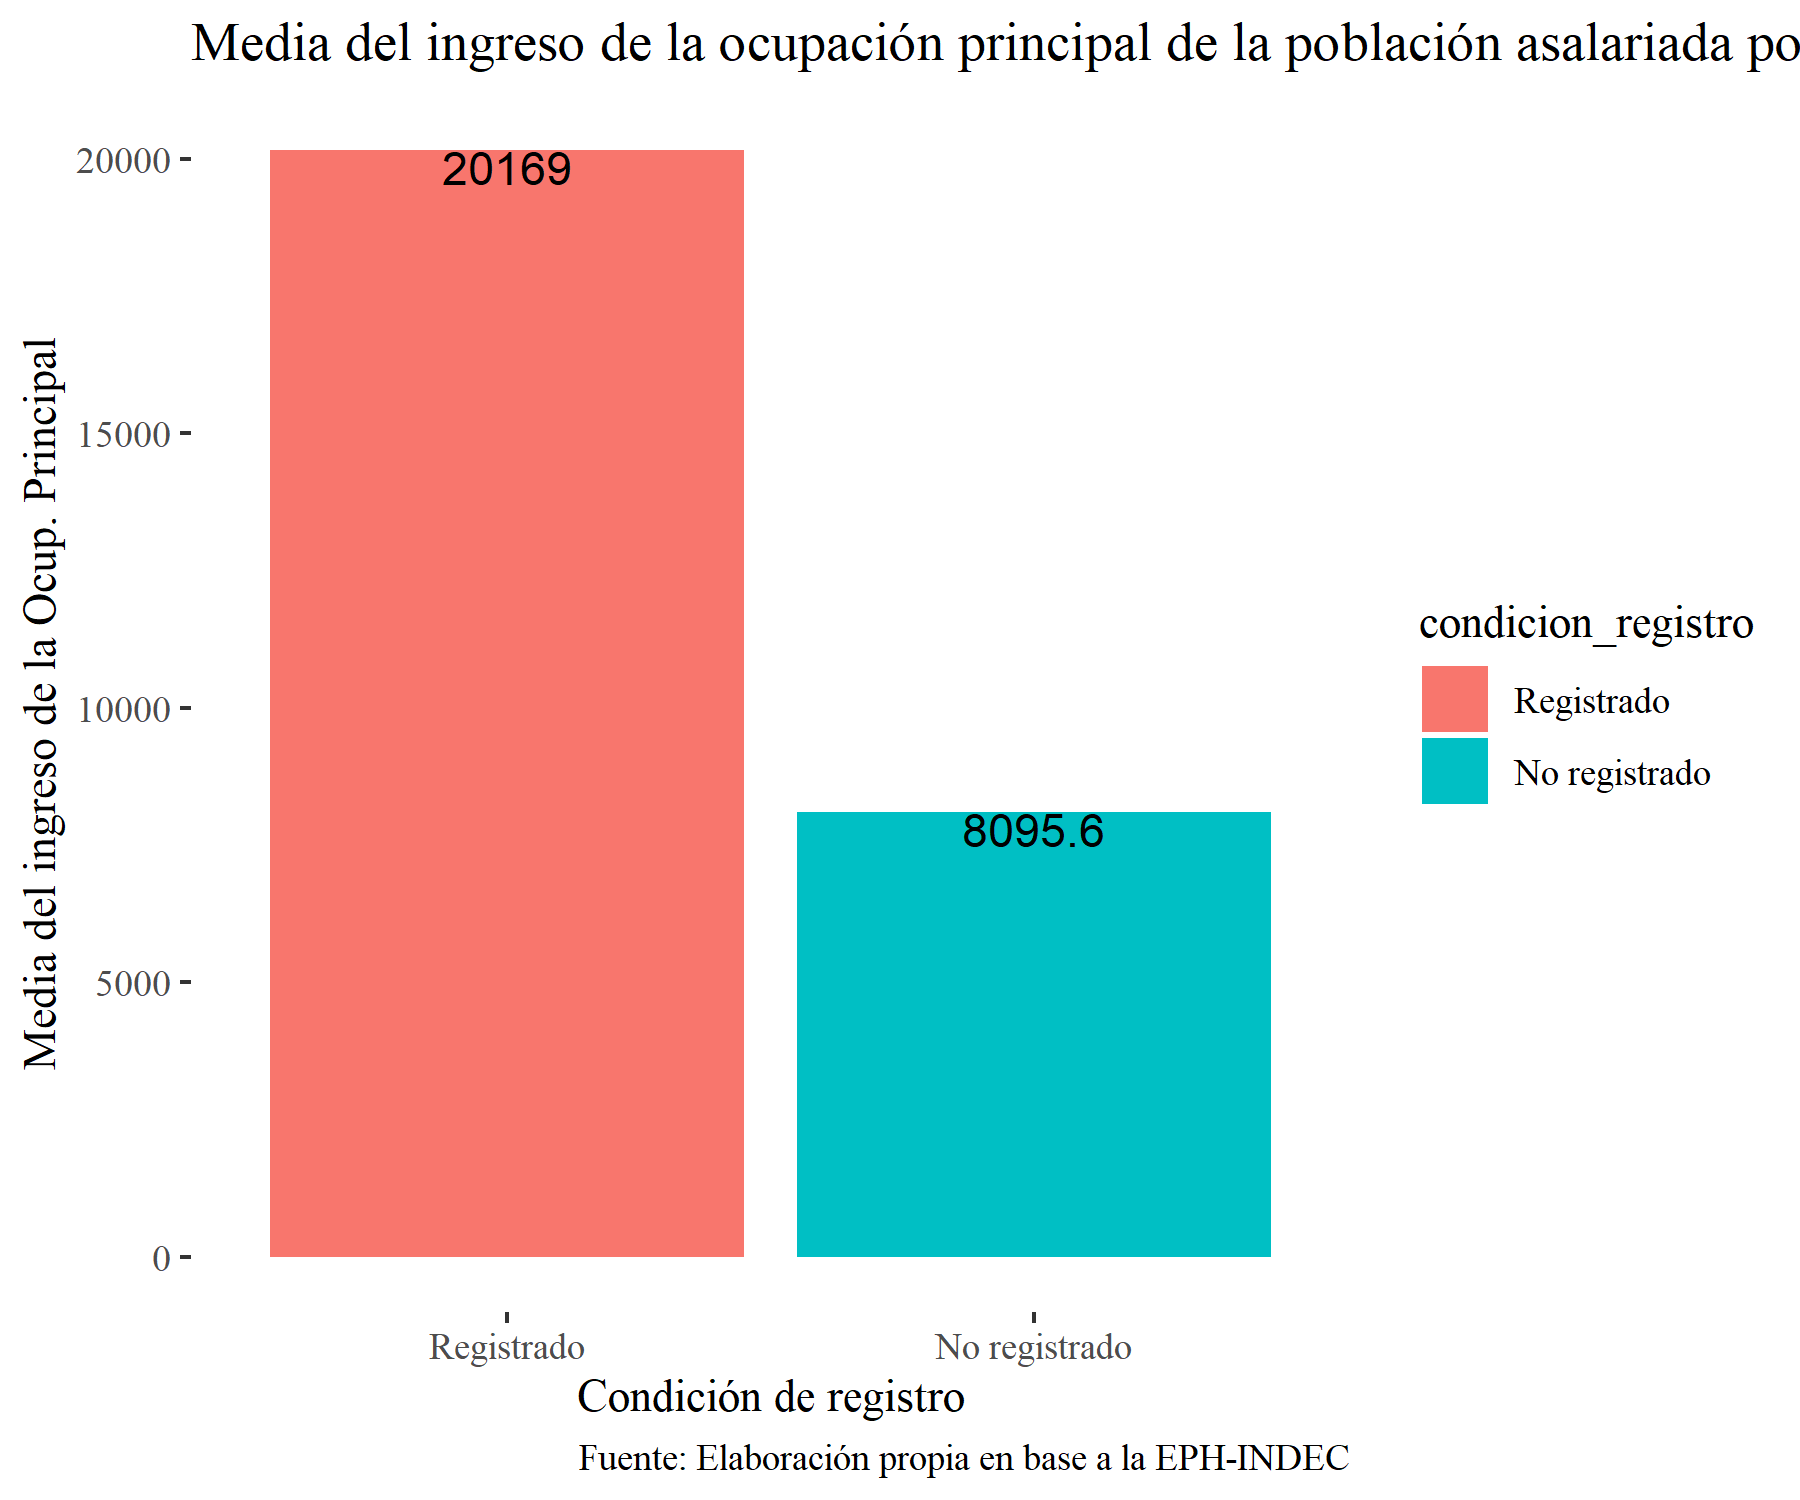 Media del ingreso de la ocupación principal de la población asalariada po
Media del ingreso de la Ocup. Principal
20000
15000
10000
5000
0
20169
8095.6
condicion_registro
Registrado
No registrado
Registrado
No registrado
Condición de registro
Fuente: Elaboración propia en base a la EPH-INDEC